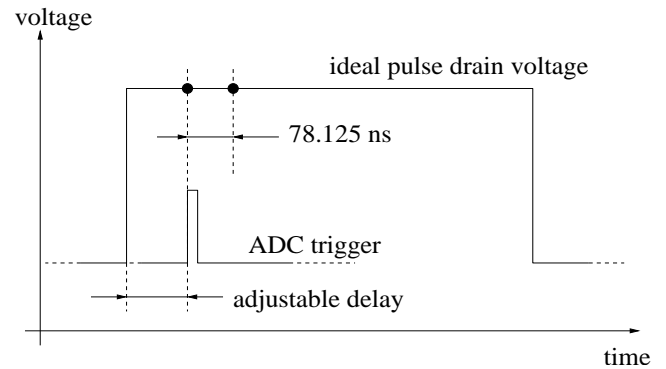 voltage
ideal pulse drain voltage
78.125 ns
ADC trigger
adjustable delay
time